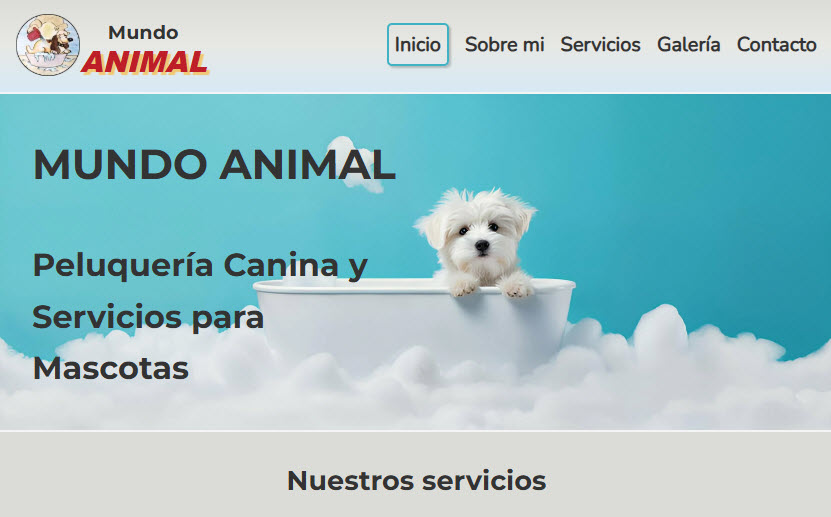 Mundo
ANIMAL
Inicio Sobre mi Servicios Galería Contacto
MUNDO ANIMAL
Peluquería Canina y
Servicios para
Mascotas
Nuestros servicios